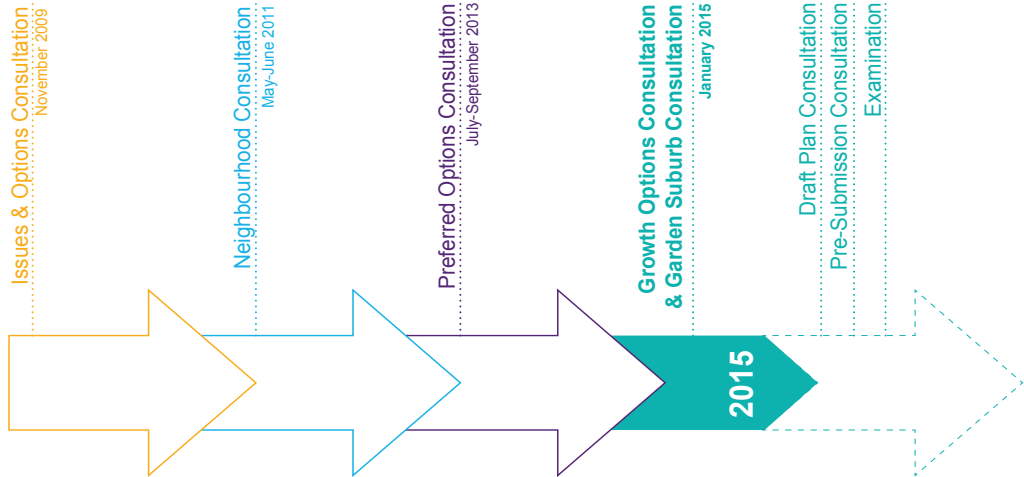 Issues & Options Consultation
November 2009
Neighbourhood Consultation
May-June 2011
Preferred Options Consultation
July-September 2013
Growth Options Consultation
& Garden Suburb Consultation
January 2015
2015
Draft Plan Consultation
Pre-Submission Consultation
Examination